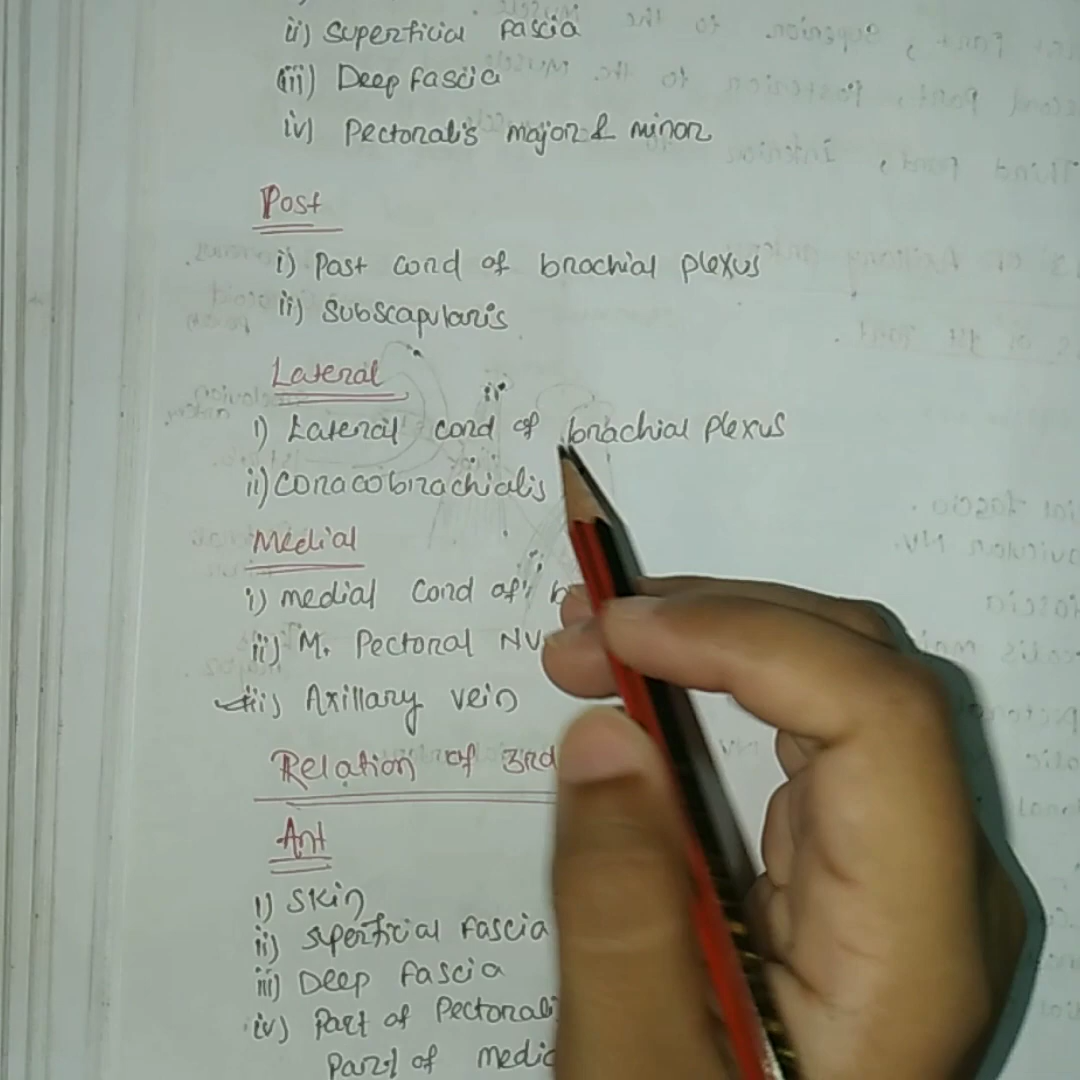 ii) Superficial fascia
iii) Deep fascia
iv) Pectoralis major & minor
Post
i) Post cord of brachial plexus
ii) Subscapularis
Lateral
i) Lateral cord of brachial plexus
ii) Coracobrachialis
Medial
i) medial cord of b
ii) M. Pectoral NV
iii) Axillary vein
Relation of 3rd
Ant
i) Skin
ii) Superficial fascia
iii) Deep fascia
iv) Part of Pectorali
Part of media